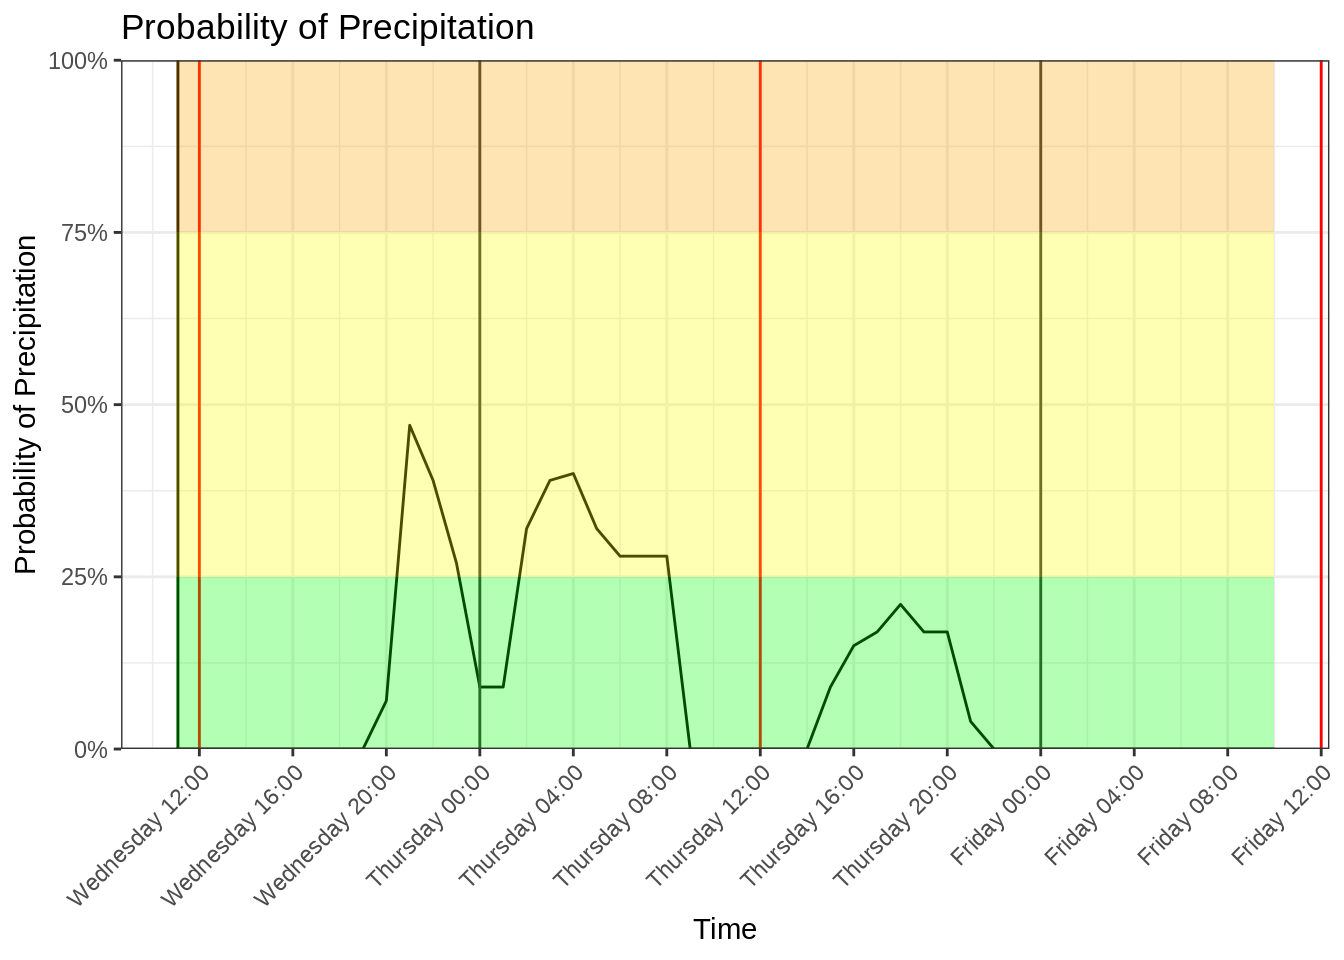 Probability of Precipitation
Probability of Precipitation
100%
75%
50%
25%
0%
Wednesday 12:00
Wednesday 16:00
Wednesday 20:00
Thursday 00:00
Thursday 04:00
Thursday 08:00
Thursday 12:00
Thursday 16:00
Thursday 20:00
Friday 00:00
Friday 04:00
Friday 08:00
Friday 12:00
Time